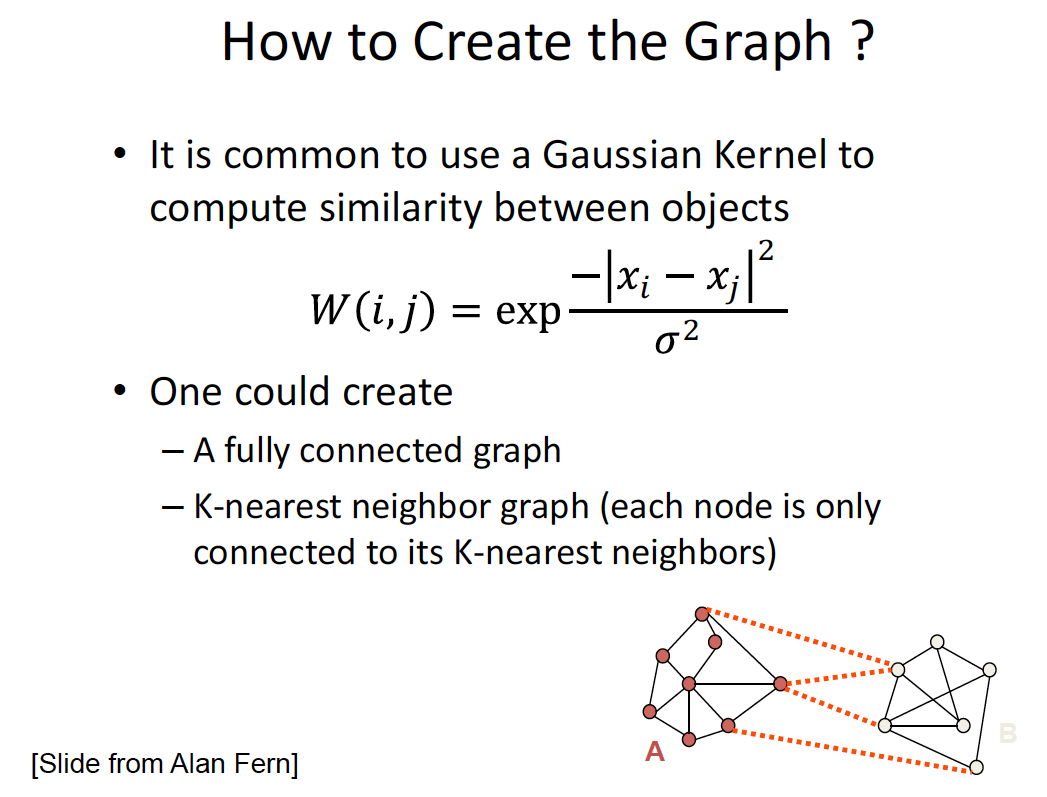 How to Create the Graph ?
• It is common to use a Gaussian Kernel to
compute similarity between objects
W(i, j) = exp −|xᵢ − xⱼ|² / σ²
• One could create
– A fully connected graph
– K-nearest neighbor graph (each node is only
connected to its K-nearest neighbors)
A
B
[Slide from Alan Fern]